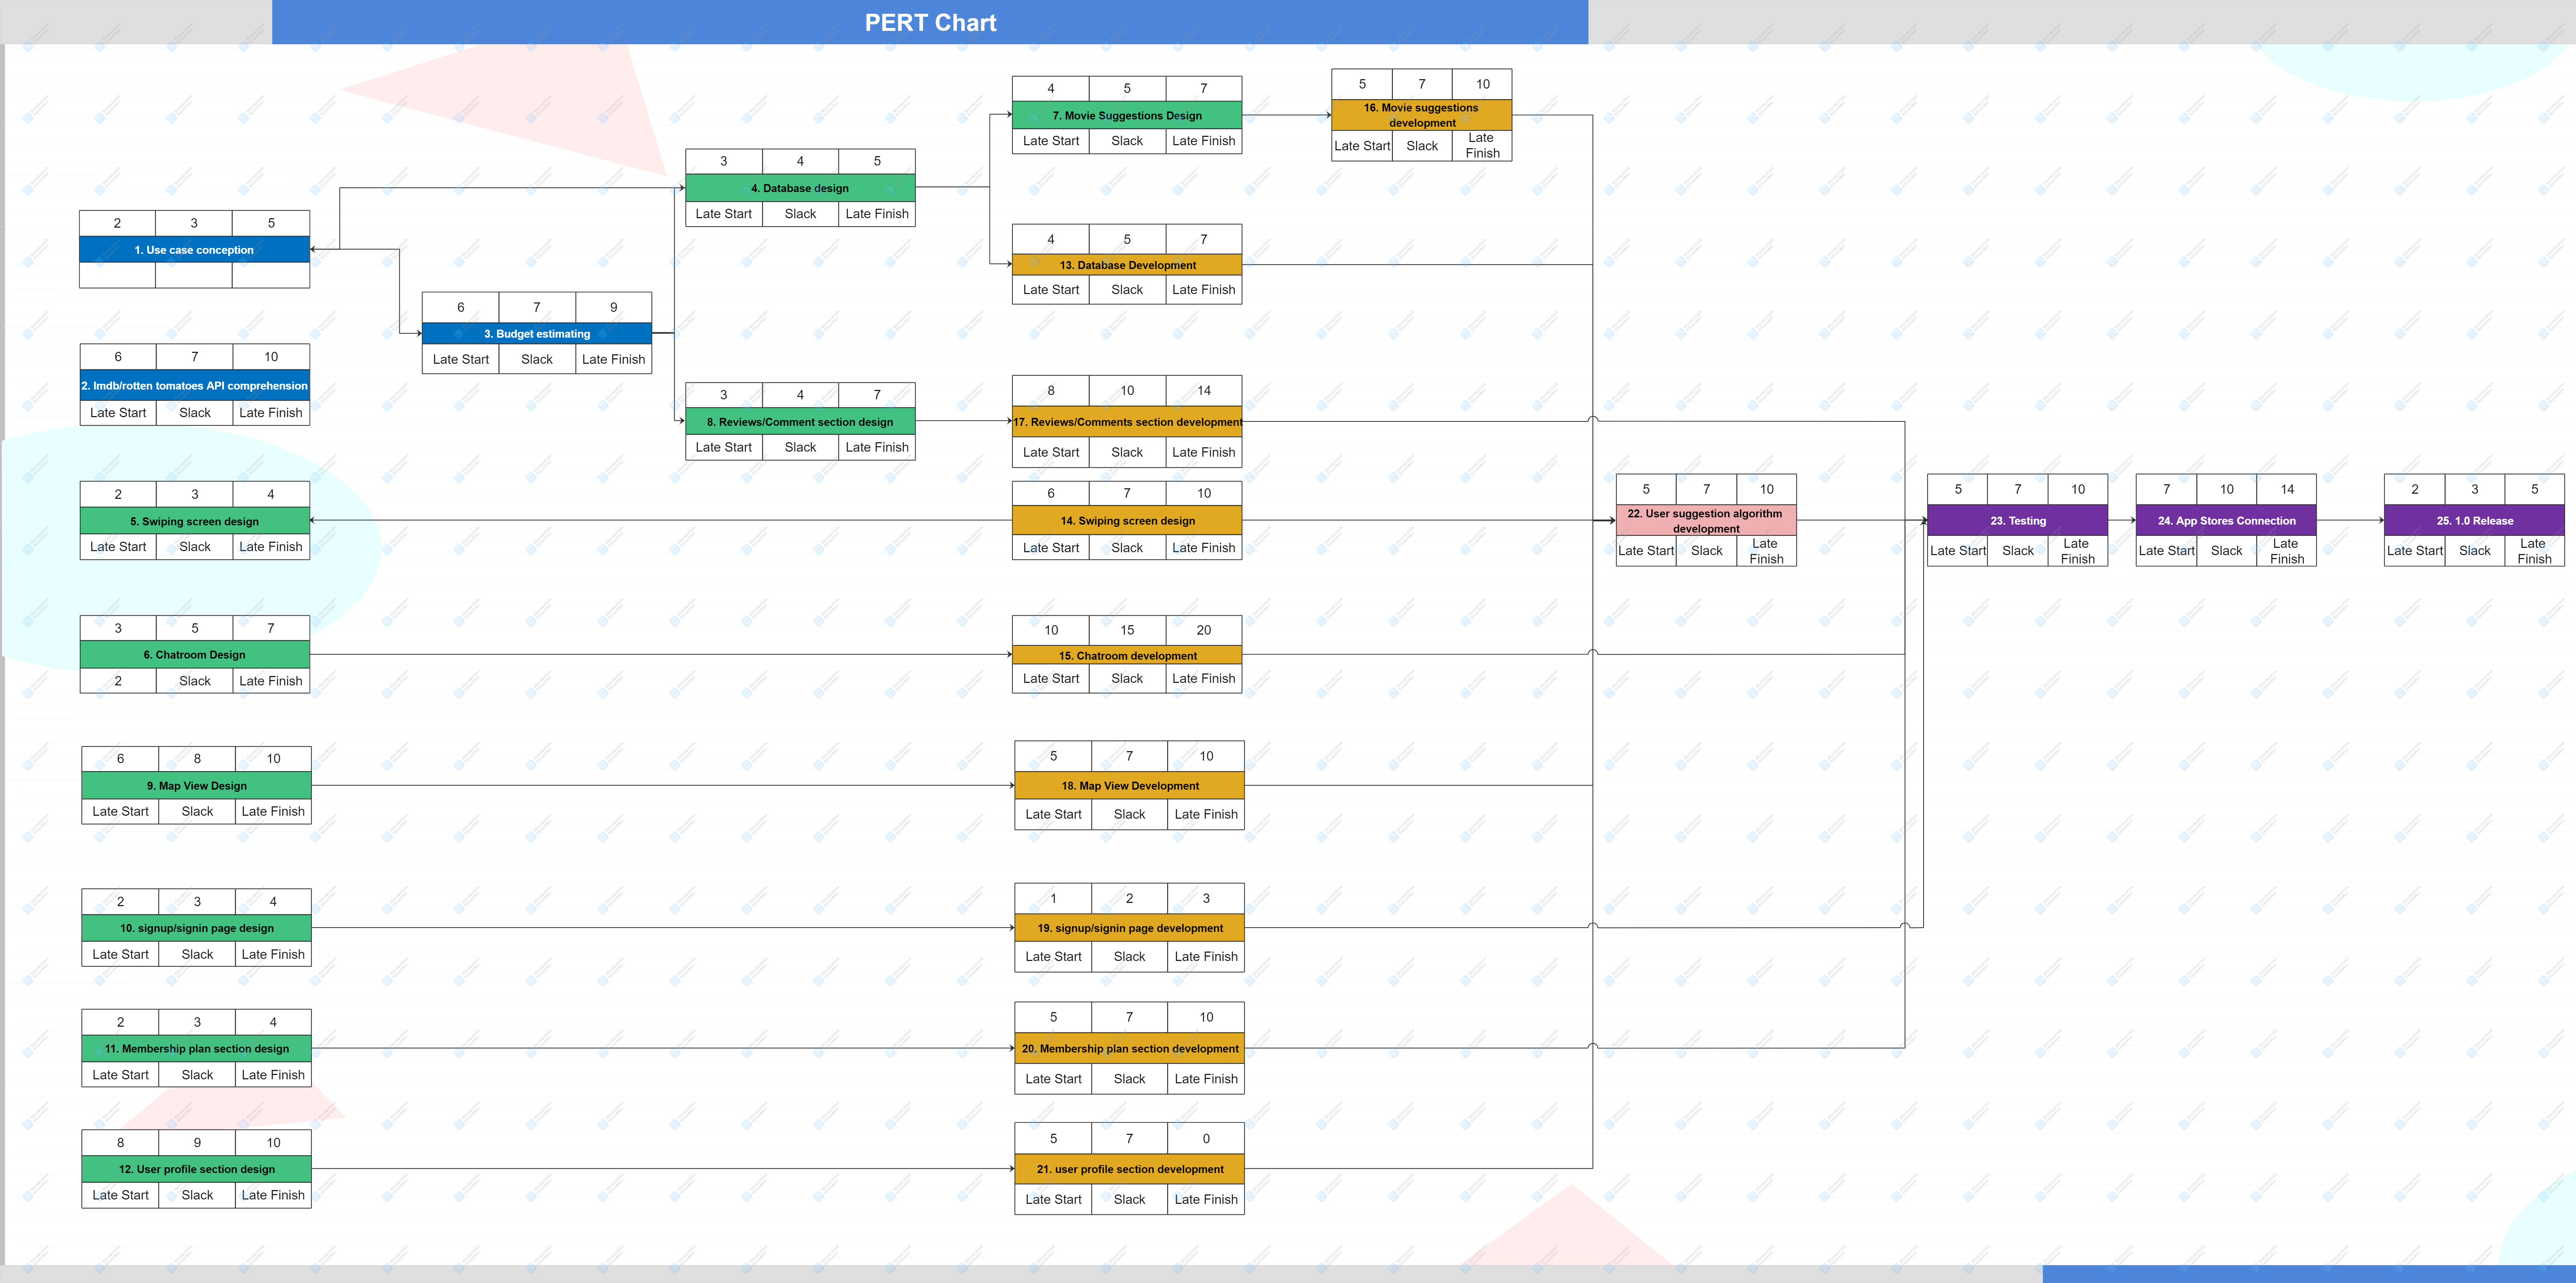 PERT Chart
2 3 5
1. Use case conception
6 7 10
2. Imdb/rotten tomatoes API comprehension
Late Start Slack Late Finish
6 7 9
3. Budget estimating
Late Start Slack Late Finish
3 4 5
4. Database design
Late Start Slack Late Finish
2 3 4
5. Swiping screen design
Late Start Slack Late Finish
3 5 7
6. Chatroom Design
2 Slack Late Finish
4 5 7
7. Movie Suggestions Design
Late Start Slack Late Finish
3 4 7
8. Reviews/Comment section design
Late Start Slack Late Finish
6 8 10
9. Map View Design
Late Start Slack Late Finish
2 3 4
10. signup/signin page design
Late Start Slack Late Finish
2 3 4
11. Membership plan section design
Late Start Slack Late Finish
8 9 10
12. User profile section design
Late Start Slack Late Finish
4 5 7
13. Database Development
Late Start Slack Late Finish
6 7 10
14. Swiping screen design
Late Start Slack Late Finish
10 15 20
15. Chatroom development
Late Start Slack Late Finish
5 7 10
16. Movie suggestions
development
Late Start Slack Late
Finish
8 10 14
17. Reviews/Comments section development
Late Start Slack Late Finish
5 7 10
18. Map View Development
Late Start Slack Late Finish
1 2 3
19. signup/signin page development
Late Start Slack Late Finish
5 7 10
20. Membership plan section development
Late Start Slack Late Finish
5 7 0
21. user profile section development
Late Start Slack Late Finish
5 7 10
22. User suggestion algorithm
development
Late Start Slack Late
Finish
5 7 10
23. Testing
Late Start Slack Late
Finish
7 10 14
24. App Stores Connection
Late Start Slack Late
Finish
2 3 5
25. 1.0 Release
Late Start Slack Late
Finish